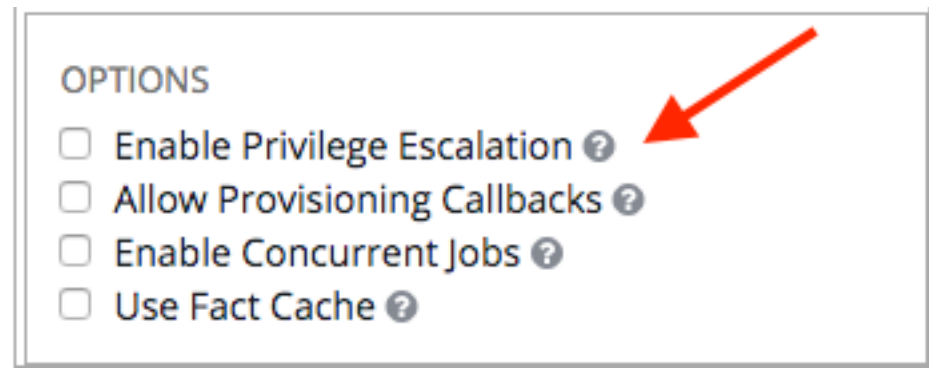 OPTIONS
Enable Privilege Escalation ?
Allow Provisioning Callbacks ?
Enable Concurrent Jobs ?
Use Fact Cache ?